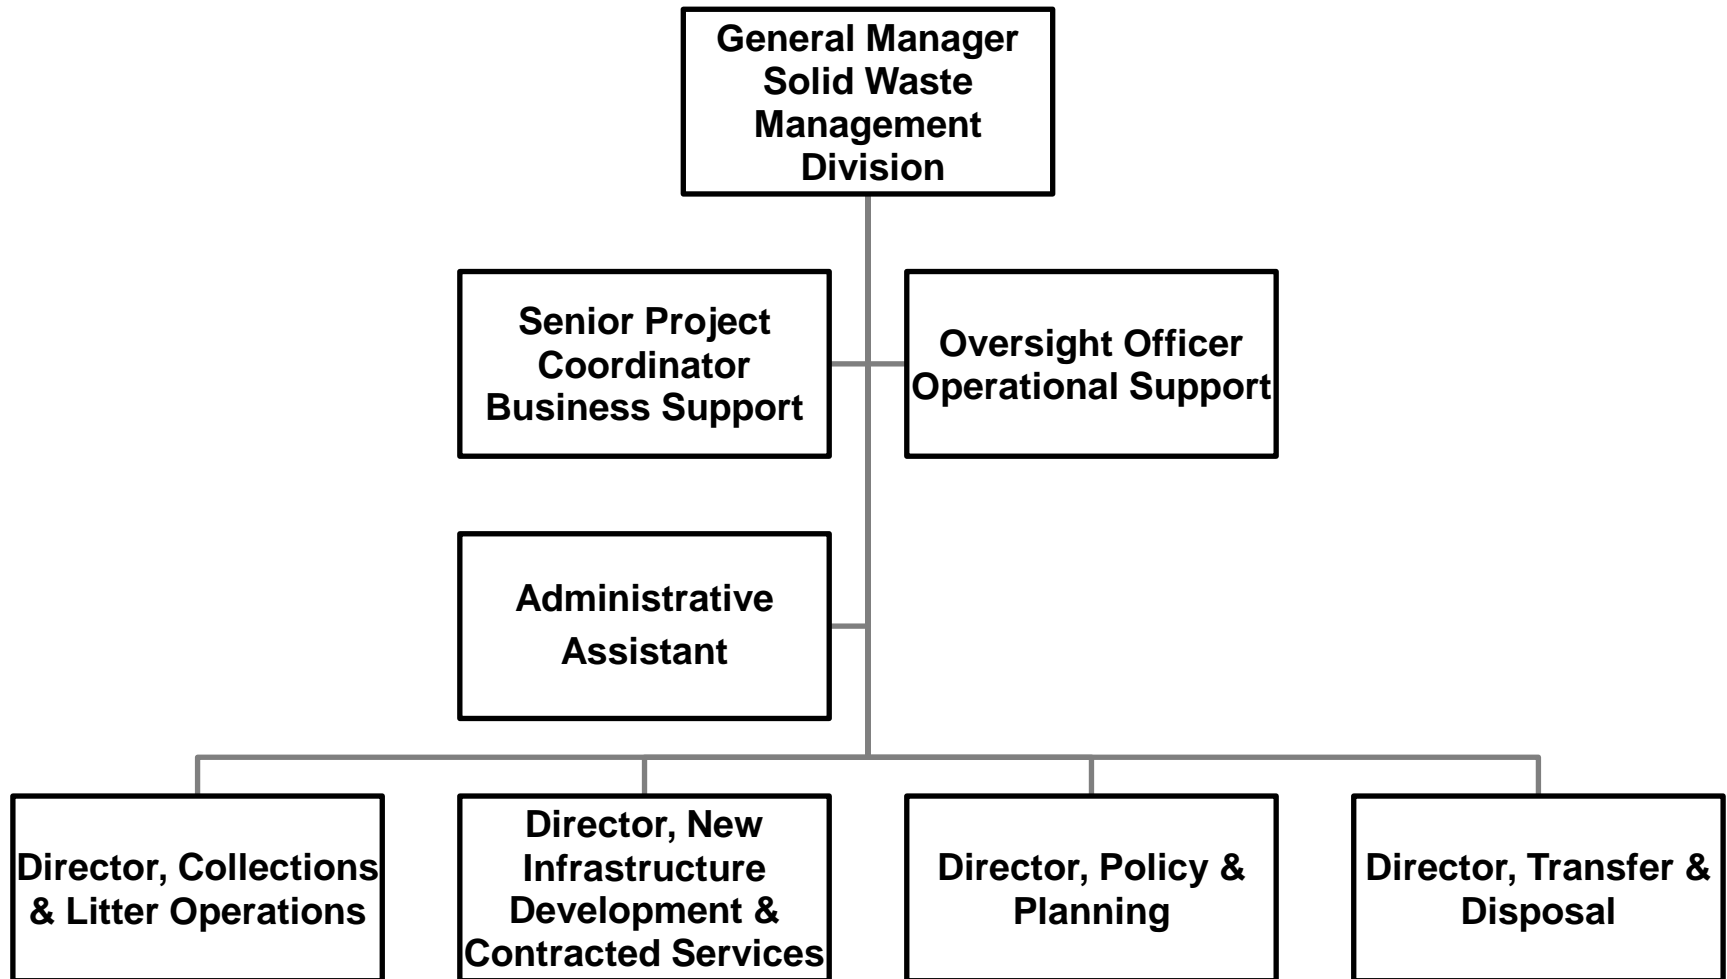 General Manager
Solid Waste
Management
Division
Senior Project
Coordinator
Business Support
Oversight Officer
Operational Support
Administrative
Assistant
Director, Collections
& Litter Operations
Director, New
Infrastructure
Development &
Contracted Services
Director, Policy &
Planning
Director, Transfer &
Disposal